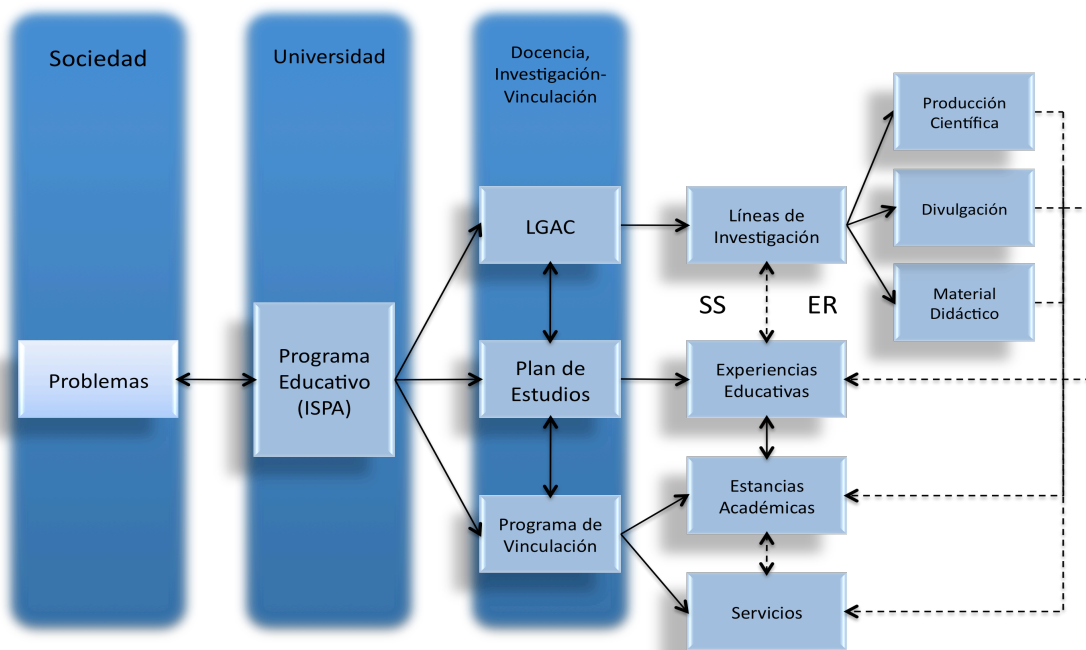 Sociedad
Universidad
Docencia,
Investigación-
Vinculación
Producción
Científica
LGAC
Líneas de
Investigación
Divulgación
Material
Didáctico
SS
ER
Problemas
Programa
Educativo
(ISPA)
Plan de
Estudios
Experiencias
Educativas
Programa de
Vinculación
Estancias
Académicas
Servicios